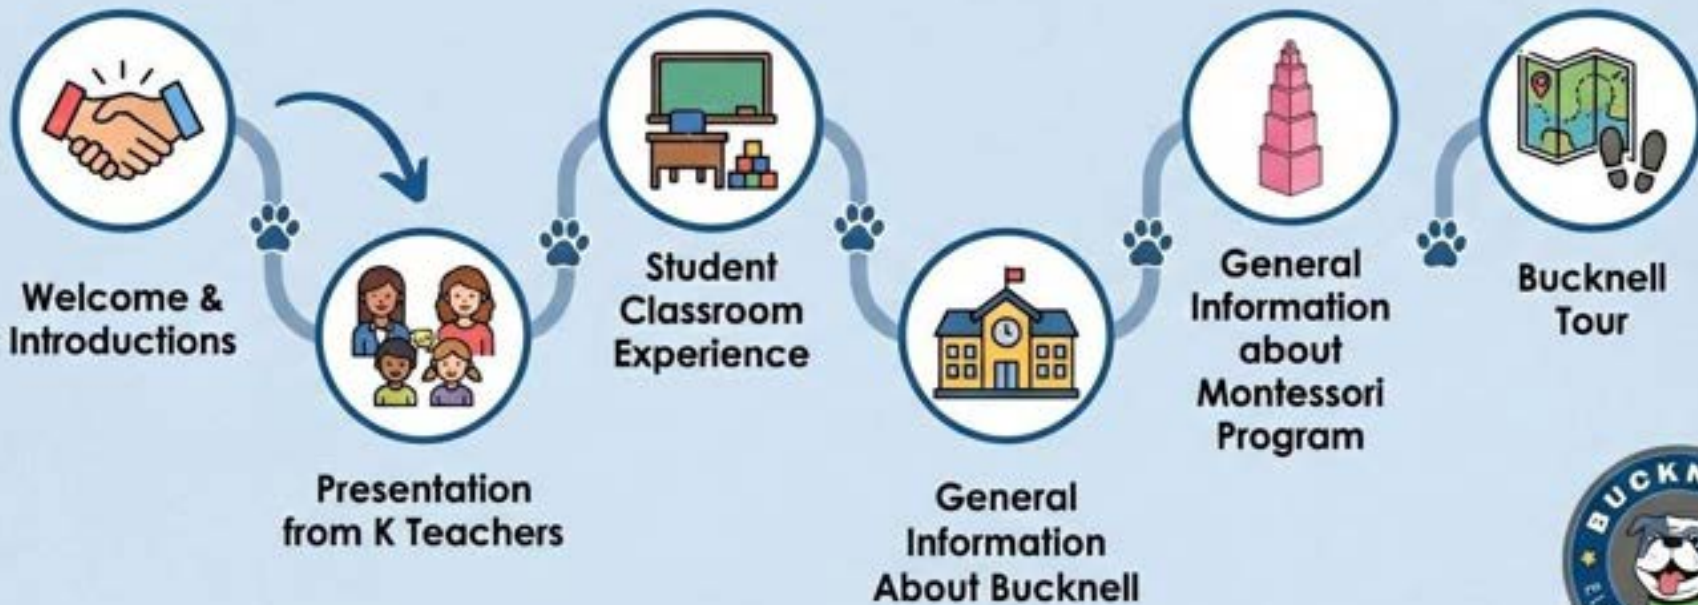 Welcome &
Introductions
Presentation
from K Teachers
Student
Classroom
Experience
General
Information
About Bucknell
General
Information
about
Montessori
Program
Bucknell
Tour